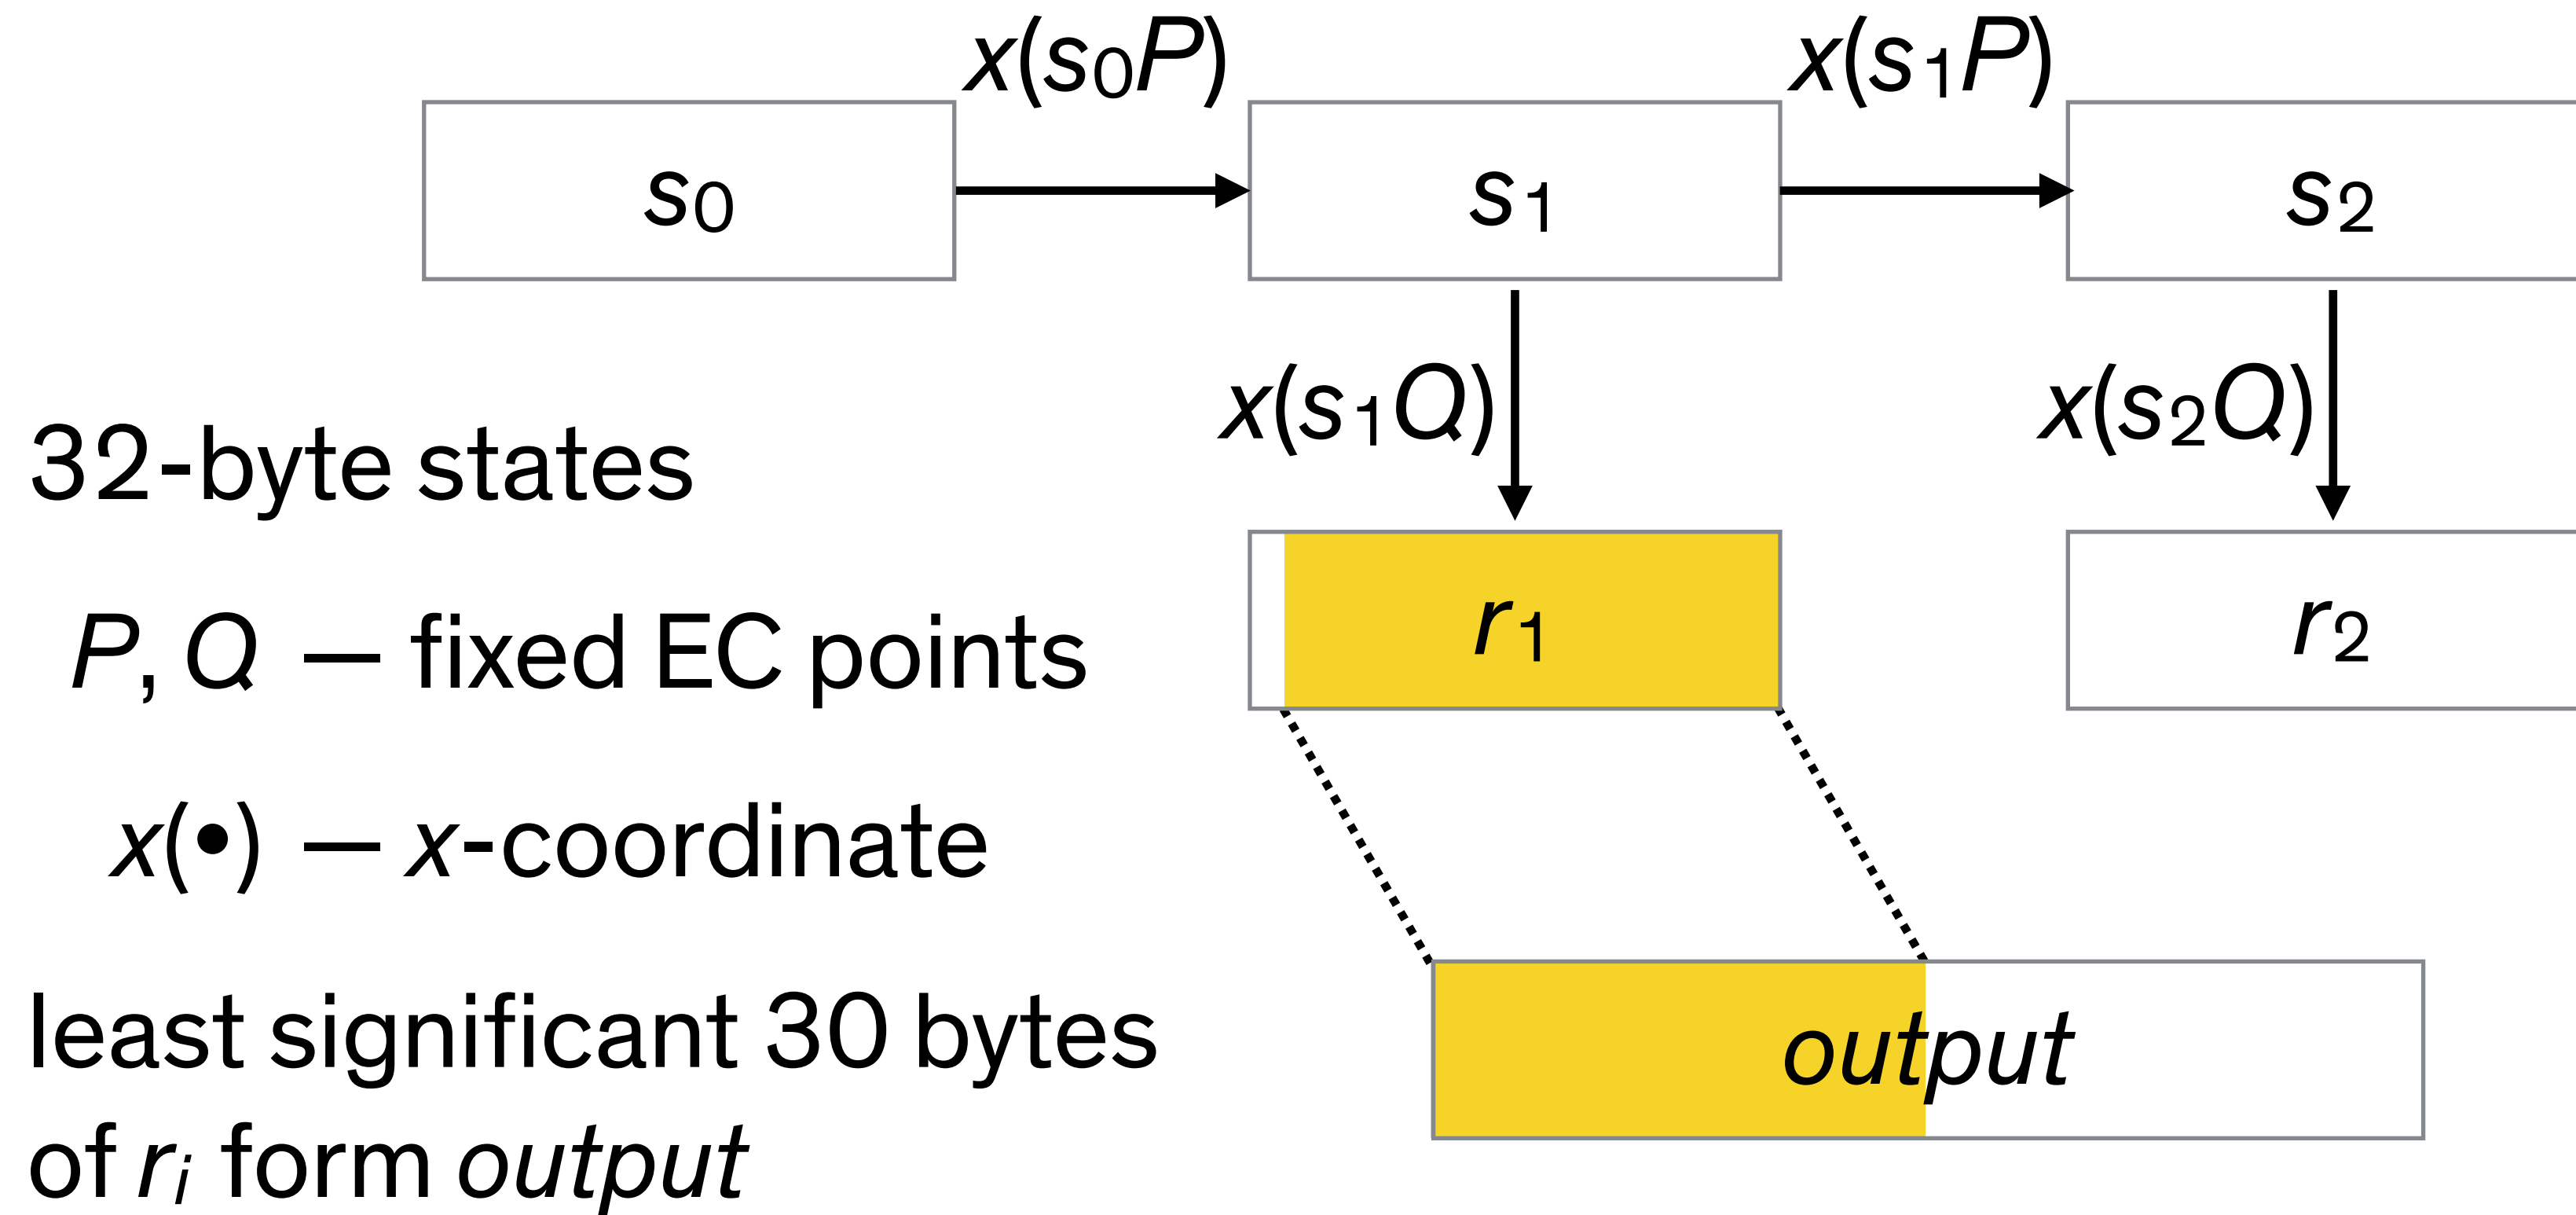 x(s₀P) x(s₁P)
s₀ s₁ s₂
x(s₁Q) x(s₂Q)
32-byte states
P, Q — fixed EC points
r₁ r₂
x(•) — x-coordinate
least significant 30 bytes
of rᵢ form output
output